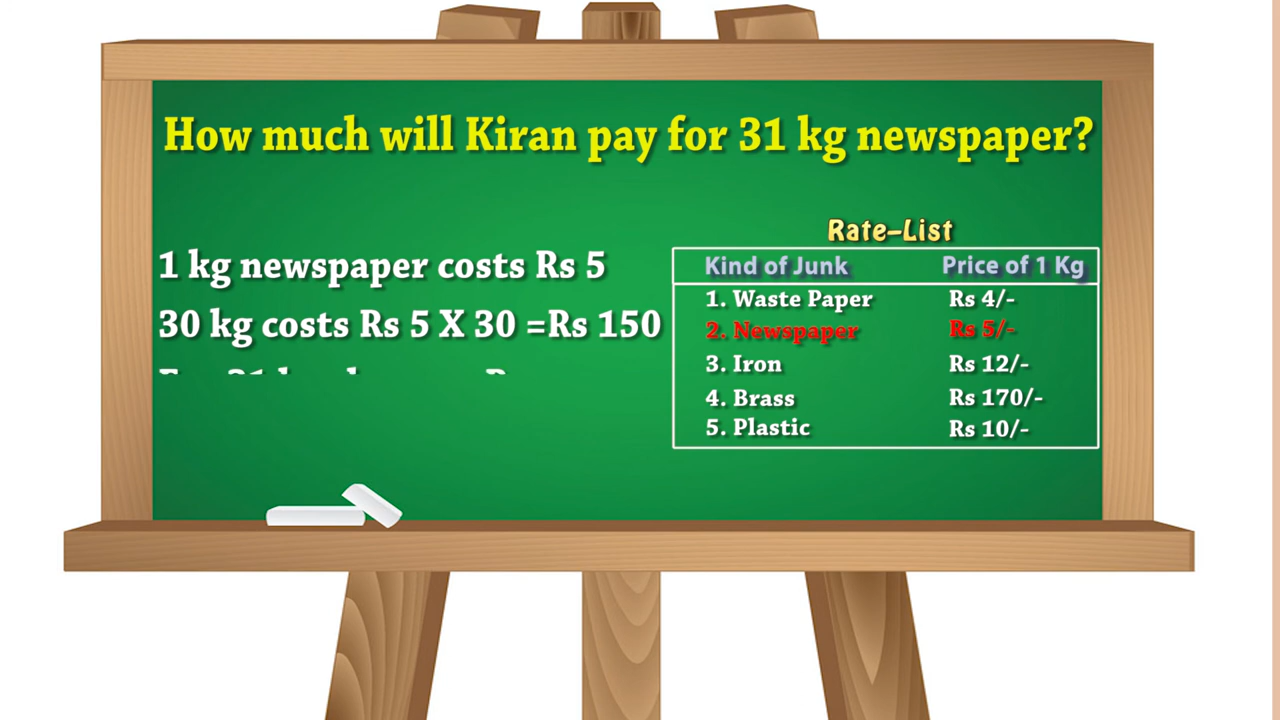 How much will Kiran pay for 31 kg newspaper?
1 kg newspaper costs Rs 5
30 kg costs Rs 5 X 30 =Rs 150
Rate-List
Kind of Junk Price of 1 Kg
1. Waste Paper Rs 4/-
2. Newspaper Rs 5/-
3. Iron Rs 12/-
4. Brass Rs 170/-
5. Plastic Rs 10/-